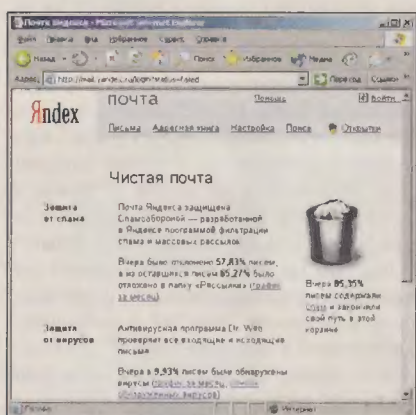 Почта Яндекса - Microsoft Internet Explorer
Файл Правка Вид Избранное Сервис Справка
Назад Поиск Избранное Медиа
Адрес: Переход Ссылки
Яndex
почта
Помощь
Войти
Письма Адресная книга Настройка Поиск Открытки
Чистая почта
Защита
от спама
Почта Яндекса защищена
Спамообороной — разработанной
в Яндексе программой фильтрации
спама и массовых рассылок
Вчера было отклонено 57,83% писем,
а из оставшихся писем 85,27% было
отложено в папку «Рассылки» (график
за месяц)
Вчера 85,35%
писем содержали
спам и закончили
свой путь в этой
корзине
Защита
от вирусов
Антивирусная программа Dr. Web
проверяет все входящие и исходящие
письма
Вчера в 9,93% писем были обнаружены
вирусы (график за месяц, список
обнаруженных вирусов)
Готово
Интернет